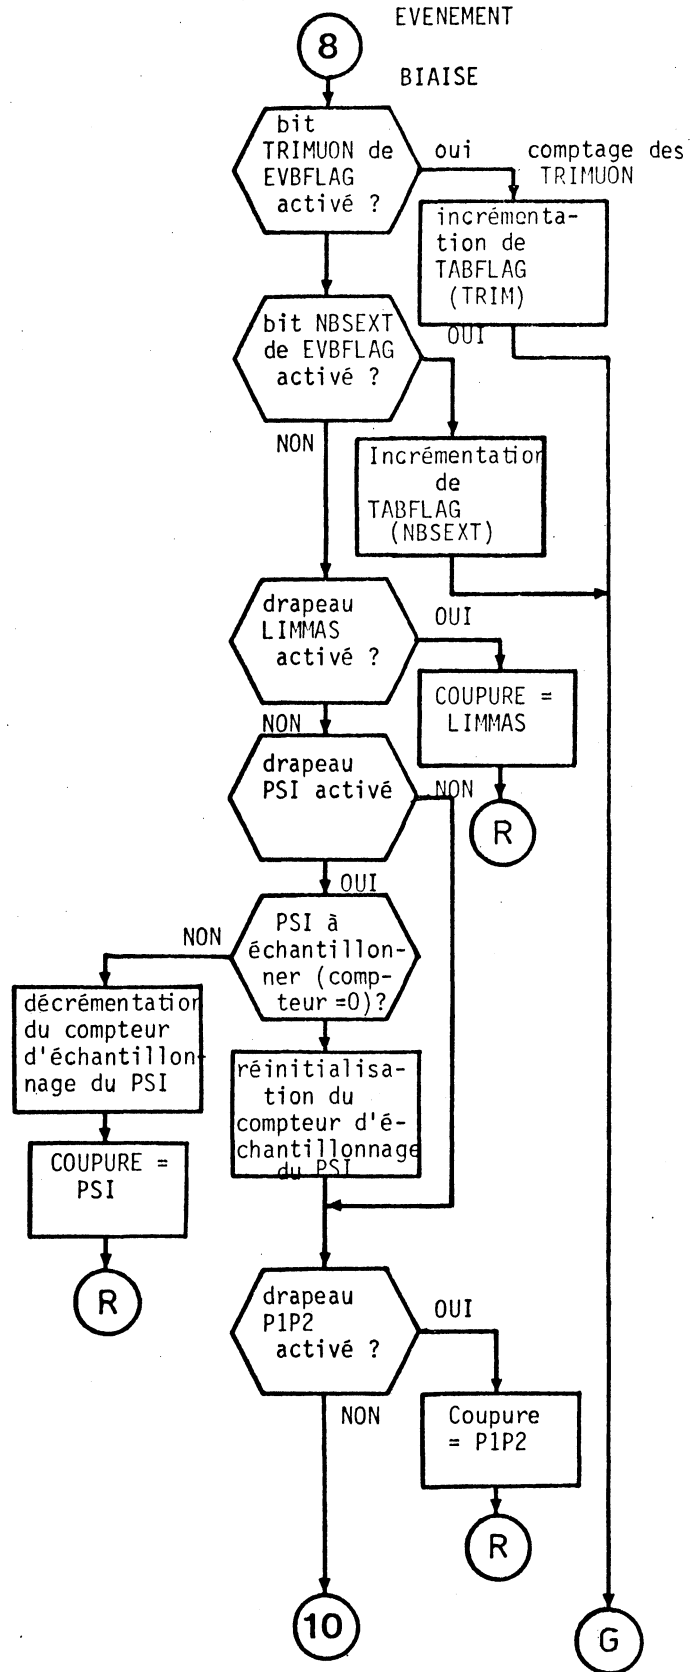 EVENEMENT
8
BIAISE
bit
TRIMUON de
EVBFLAG
activé ?
oui
comptage des
TRIMUON
incrémenta-
tion de
TABFLAG
(TRIM)
bit NBSEXT
de EVBFLAG
activé ?
OUI
NON
Incrémentation
de
TABFLAG
(NBSEXT)
drapeau
LIMMAS
activé ?
OUI
COUPURE =
LIMMAS
R
NON
drapeau
PSI activé
NON
OUI
PSI à
échantillon-
ner (comp-
teur =0)?
NON
décrémentation
du compteur
d'échantillon-
nage du PSI
COUPURE =
PSI
R
réinitialisa-
tion du
compteur d'é-
chantillonnage
du PSI
drapeau
P1P2
activé ?
OUI
NON
Coupure
= P1P2
R
10
G